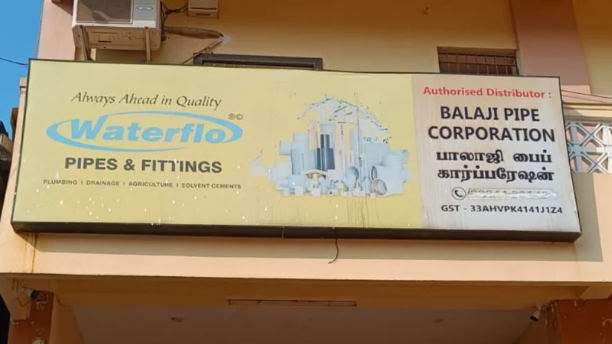 Always Ahead in Quality
Waterflo ®©
PIPES & FITTINGS
PLUMBING | DRAINAGE | AGRICULTURE | SOLVENT CEMENTS
Authorised Distributor :
BALAJI PIPE
CORPORATION
பாலாஜி பைப்
கார்ப்பரேஷன்
GST - 33AHVPK4141J1Z4